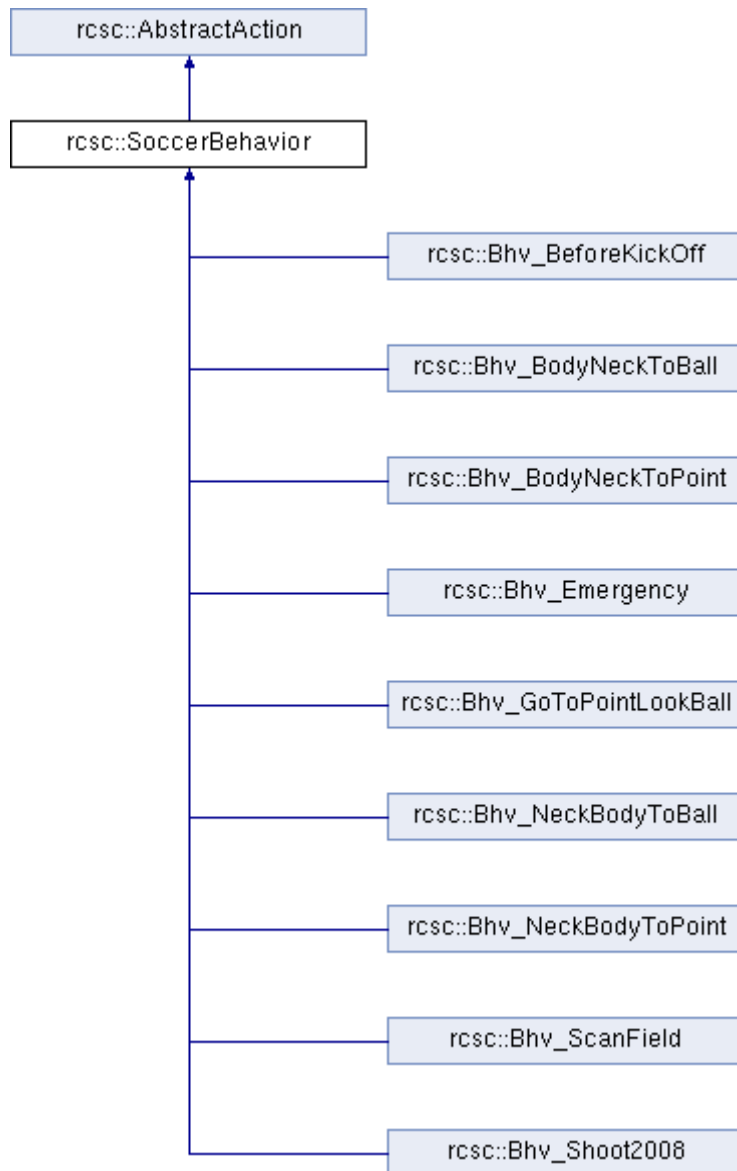 rcsc::AbstractAction
rcsc::SoccerBehavior
rcsc::Bhv_BeforeKickOff
rcsc::Bhv_BodyNeckToBall
rcsc::Bhv_BodyNeckToPoint
rcsc::Bhv_Emergency
rcsc::Bhv_GoToPointLookBall
rcsc::Bhv_NeckBodyToBall
rcsc::Bhv_NeckBodyToPoint
rcsc::Bhv_ScanField
rcsc::Bhv_Shoot2008